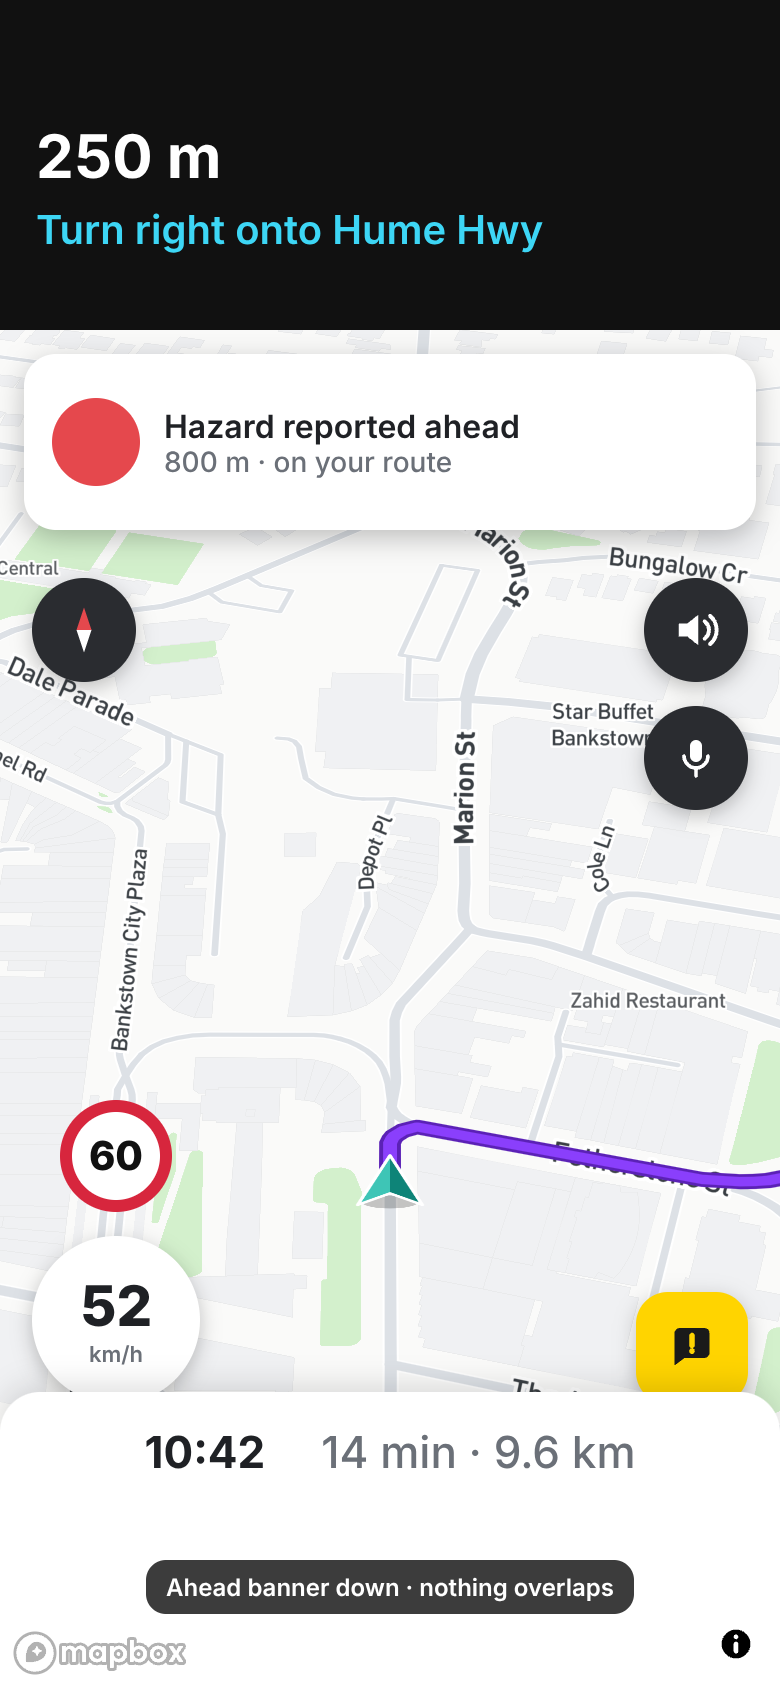 250 m
Turn right onto Hume Hwy
Hazard reported ahead
800 m · on your route
Central
Bungalow Cr
Dale Parade
Star Buffet
Marion St
Depot Pl
Cole Ln
Bankstown City Plaza
Zahid Restaurant
60
52
km/h
10:42 14 min · 9.6 km
Ahead banner down · nothing overlaps
mapbox